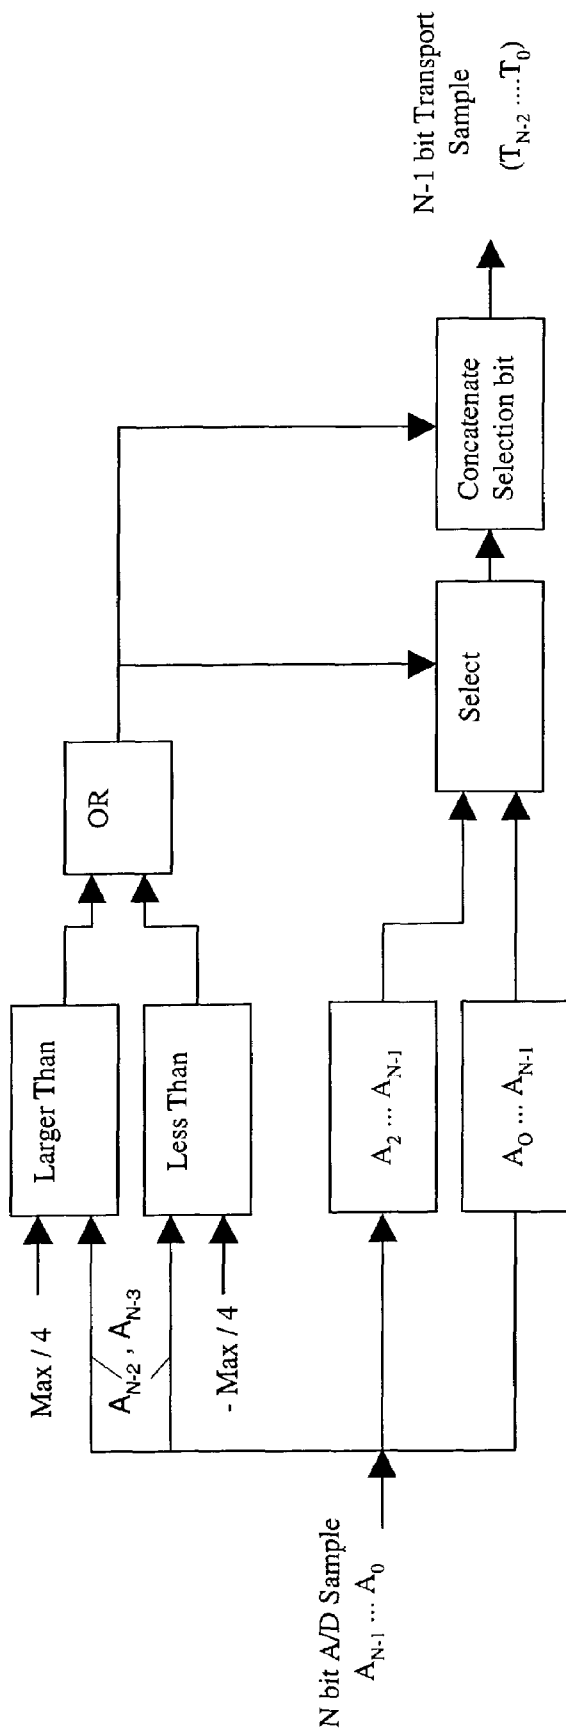 N bit A/D Sample
A_{N-1} ... A_0
Max / 4
A_{N-2} , A_{N-3}
- Max / 4
Larger Than
Less Than
A_2 ... A_{N-1}
A_O ... A_{N-1}
OR
Select
Concatenate
Selection bit
N-1 bit Transport
Sample
(T_{N-2} ....T_0)